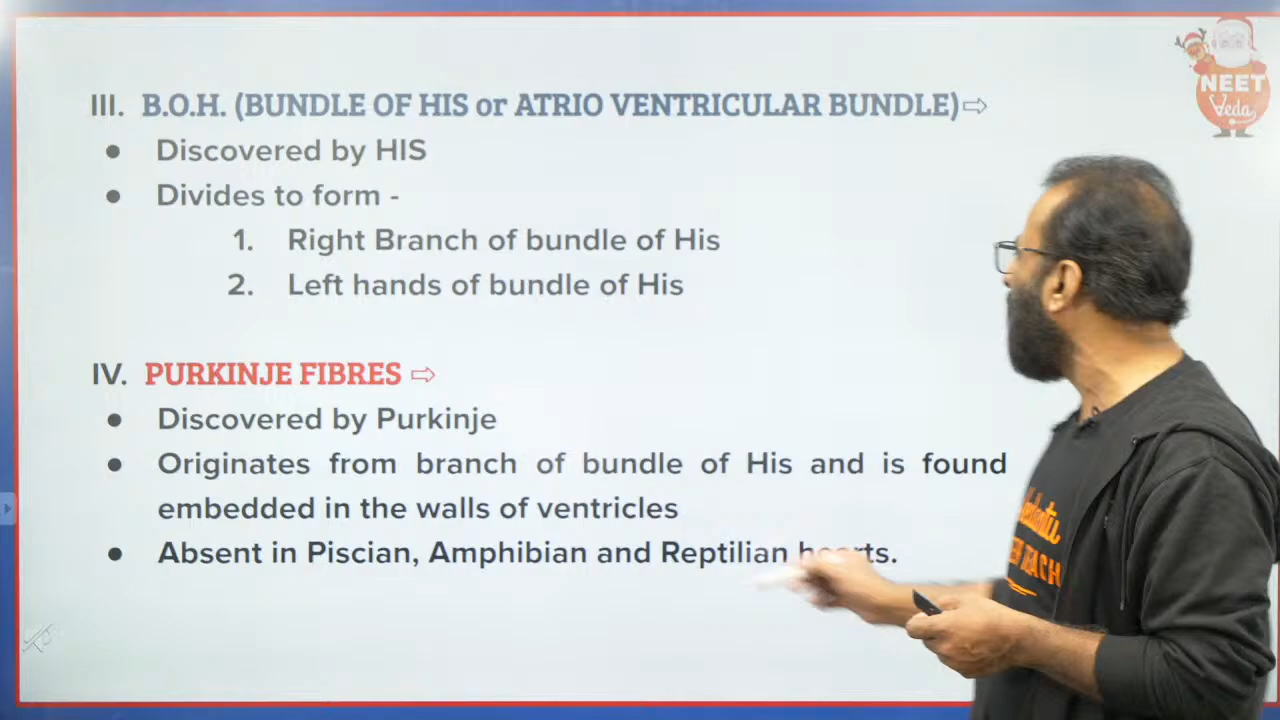 NEET
Veda
III. B.O.H. (BUNDLE OF HIS or ATRIO VENTRICULAR BUNDLE)⇨
● Discovered by HIS
● Divides to form -
1. Right Branch of bundle of His
2. Left hands of bundle of His
IV. PURKINJE FIBRES ⇨
● Discovered by Purkinje
● Originates from branch of bundle of His and is found
embedded in the walls of ventricles
● Absent in Piscian, Amphibian and Reptilian hearts.